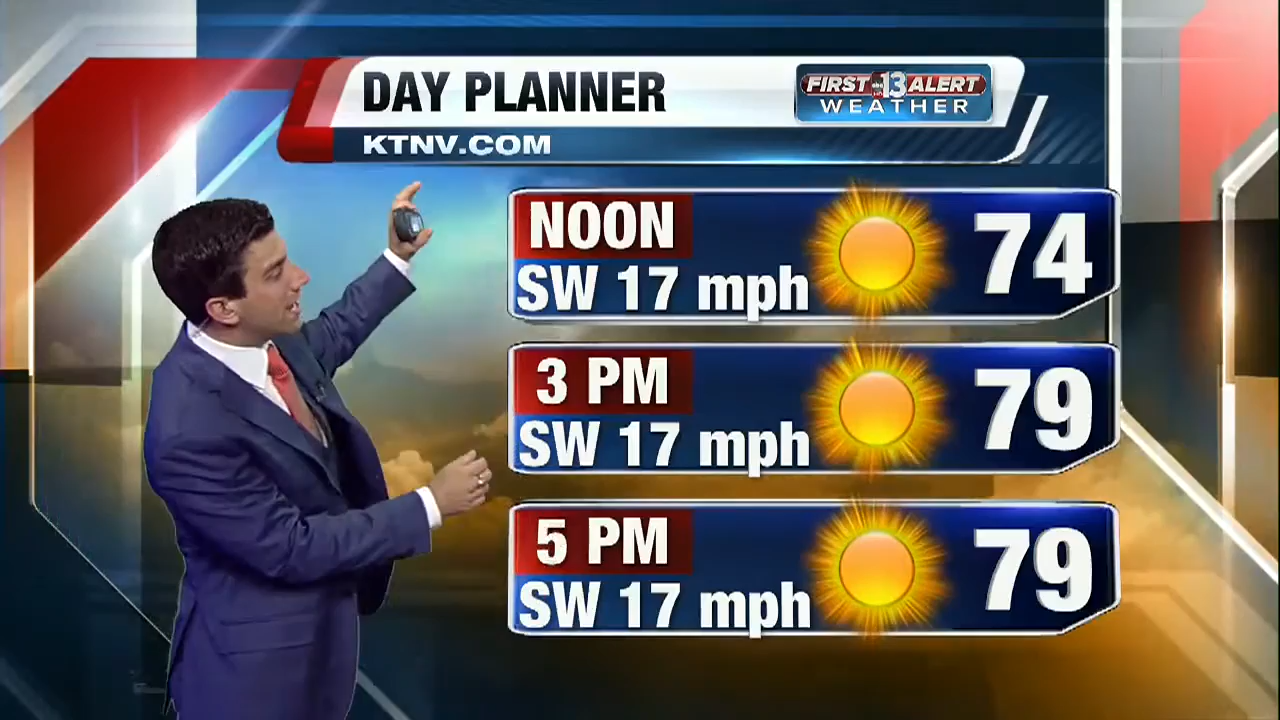 DAY PLANNER
FIRST 13 ALERT
WEATHER
KTNV.COM
NOON
SW 17 mph
74
3 PM
SW 17 mph
79
5 PM
SW 17 mph
79